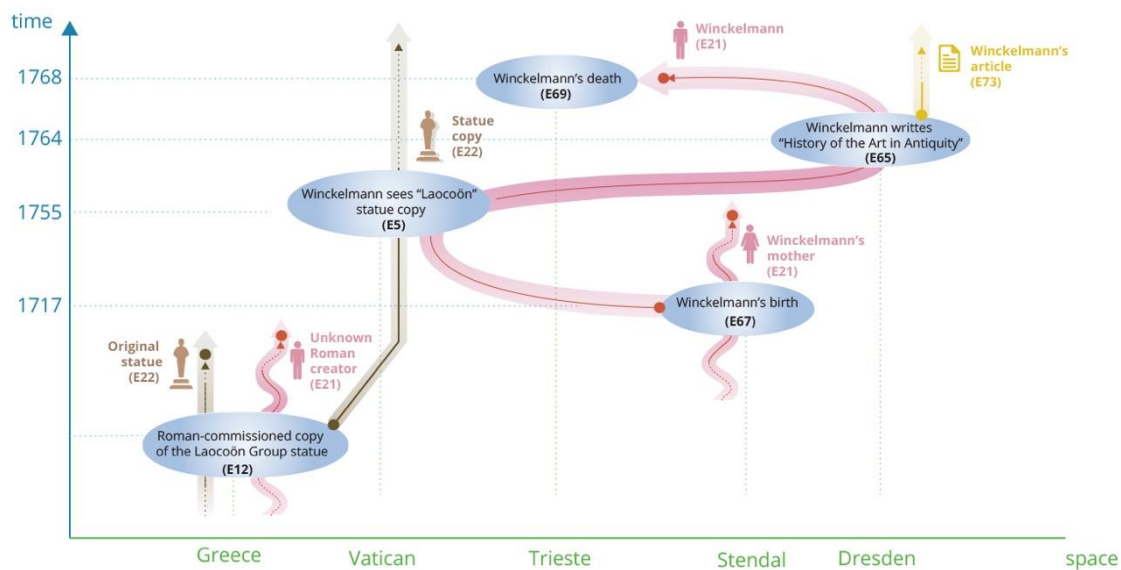 time
1768
1764
1755
1717
Winckelmann
(E21)
Winckelmann's
article
(E73)
Winckelmann's death
(E69)
Statue
copy
(E22)
Winckelmann writtes
"History of the Art in Antiquity"
(E65)
Winckelmann sees "Laocoön"
statue copy
(E5)
Winckelmann's
mother
(E21)
Winckelmann's birth
(E67)
Original
statue
(E22)
Unknown
Roman
creator
(E21)
Roman-commissioned copy
of the Laocoön Group statue
(E12)
Greece
Vatican
Trieste
Stendal
Dresden
space